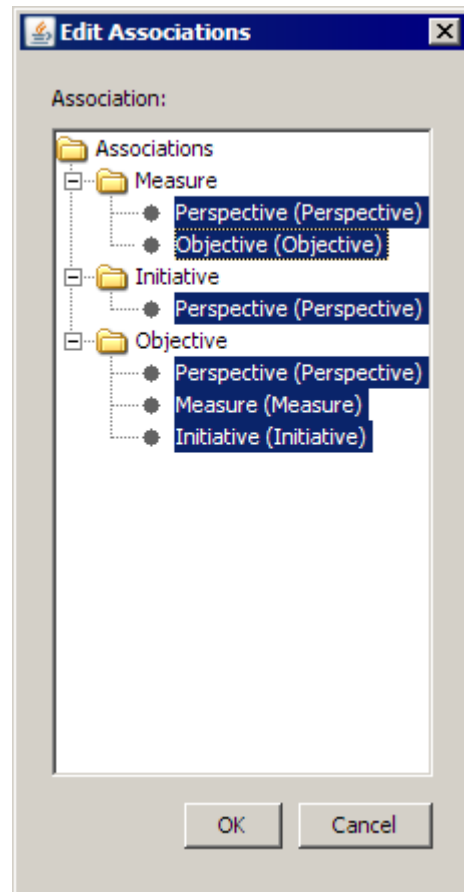 Edit Associations
Association:
Associations
Measure
Perspective (Perspective)
Objective (Objective)
Initiative
Perspective (Perspective)
Objective
Perspective (Perspective)
Measure (Measure)
Initiative (Initiative)
OK Cancel